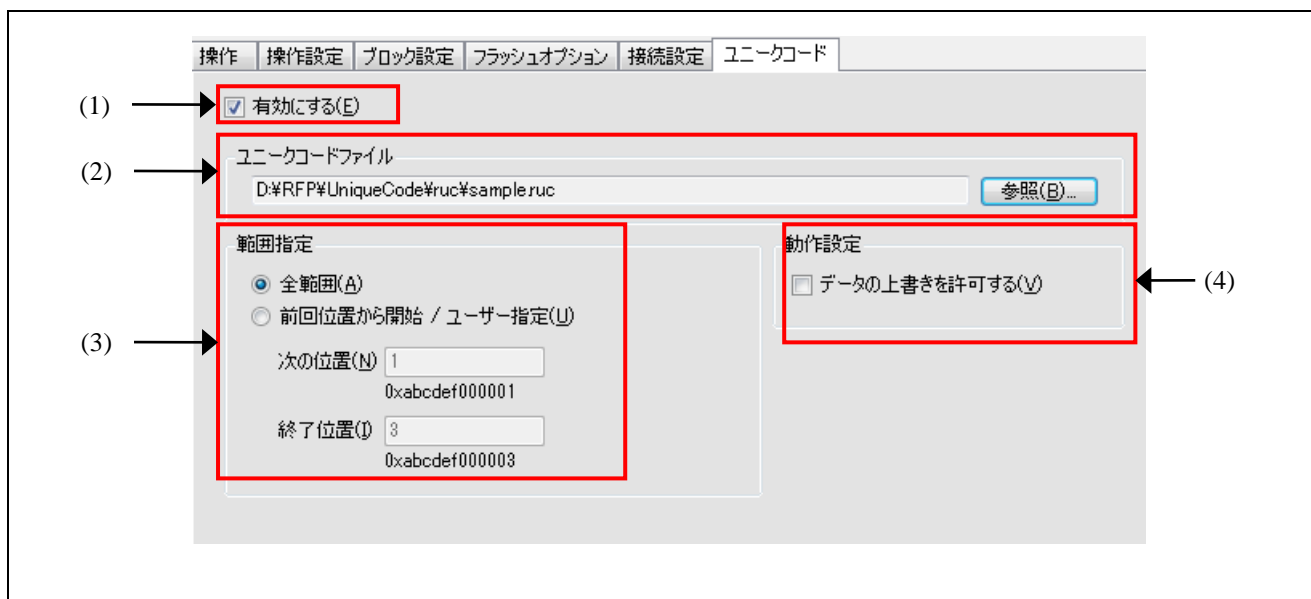 操作 操作設定 ブロック設定 フラッシュオプション 接続設定 ユニークコード
(1) 有効にする(E)
(2) ユニークコードファイル
D:¥RFP¥UniqueCode¥ruc¥sample.ruc 参照(B)...
範囲指定 動作設定
全範囲(A) データの上書きを許可する(V) (4)
前回位置から開始 / ユーザー指定(U)
(3) 次の位置(N) 1
0xabcdef000001
終了位置(I) 3
0xabcdef000003